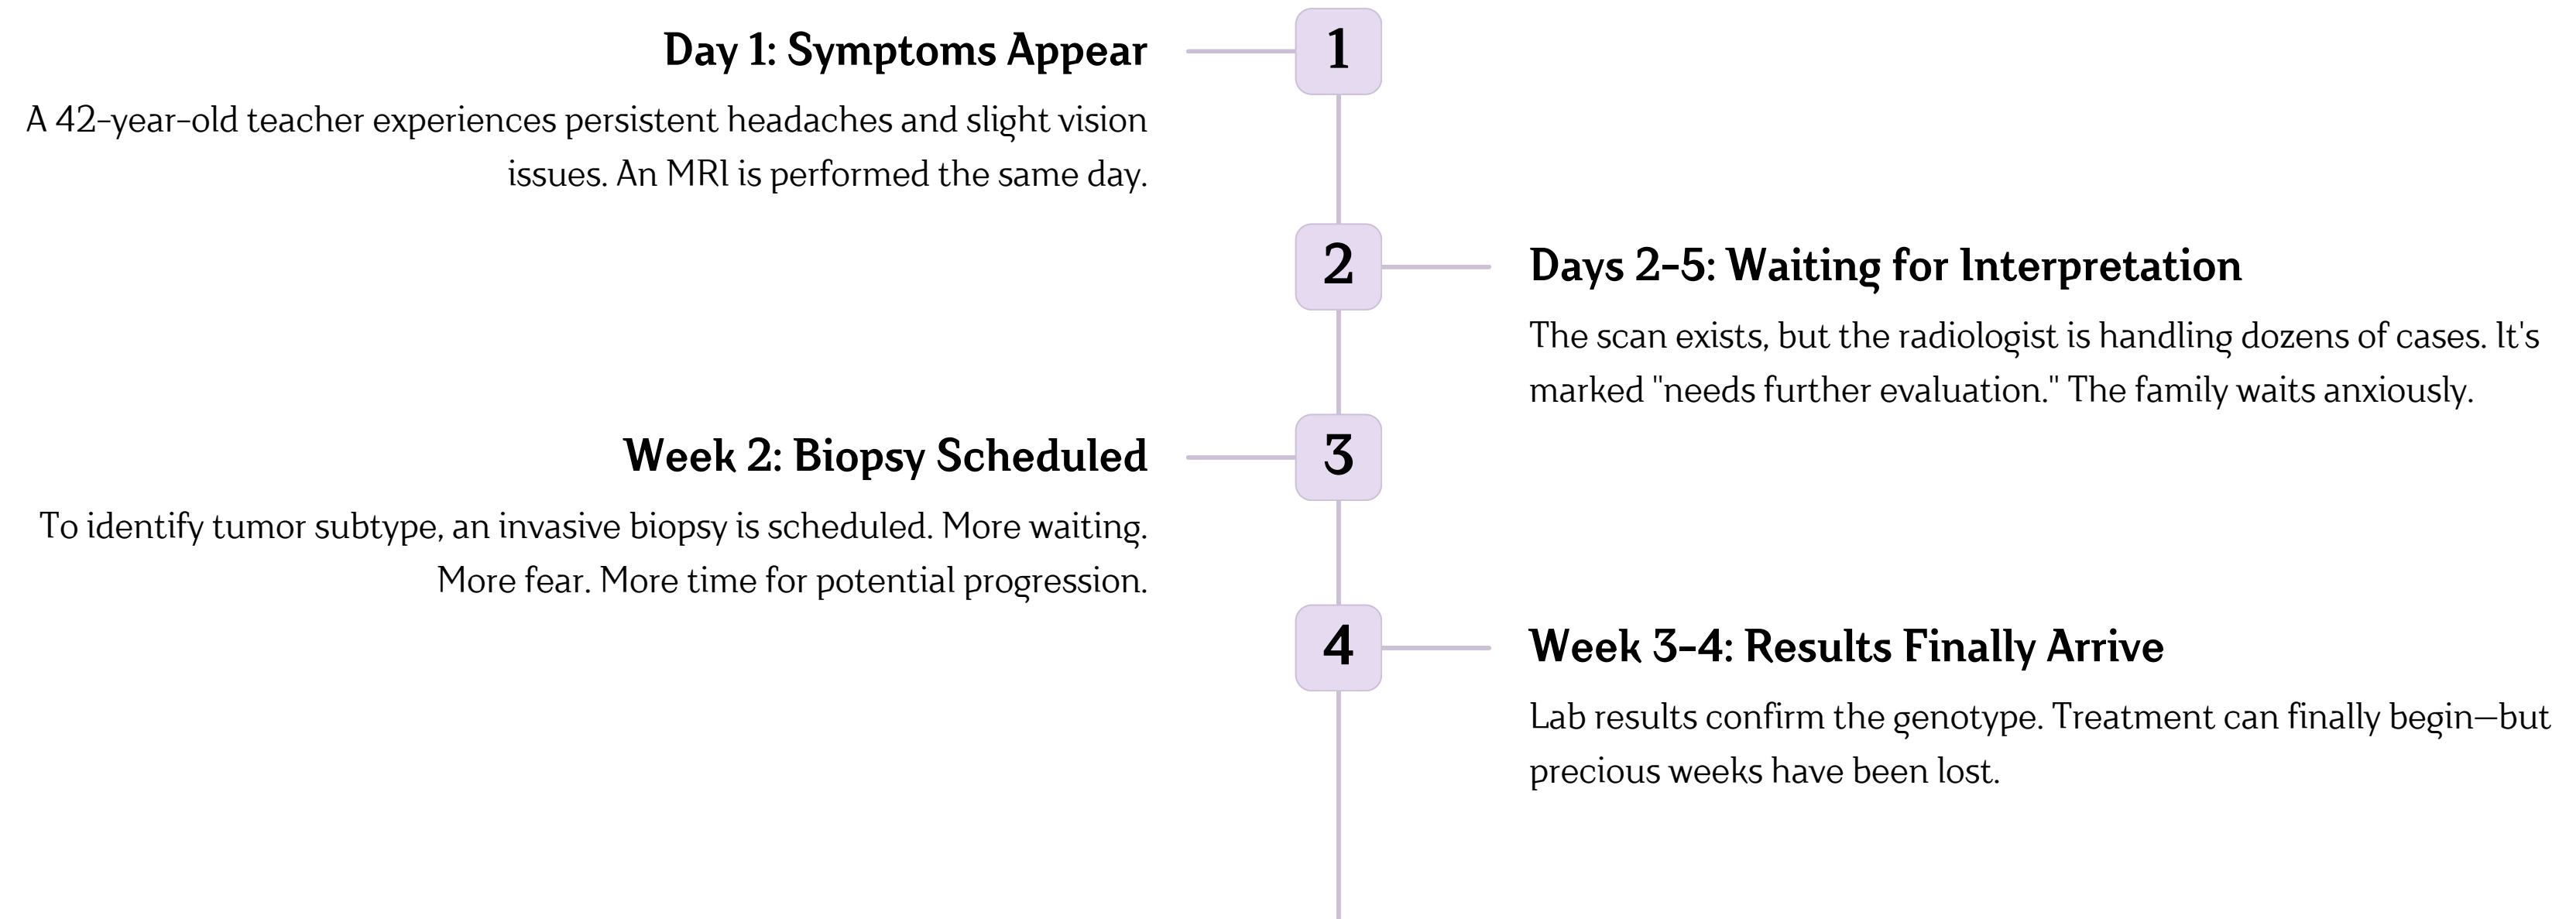 1
Day 1: Symptoms Appear
A 42-year-old teacher experiences persistent headaches and slight vision
issues. An MRI is performed the same day.
2
Days 2-5: Waiting for Interpretation
The scan exists, but the radiologist is handling dozens of cases. It's
marked "needs further evaluation." The family waits anxiously.
3
Week 2: Biopsy Scheduled
To identify tumor subtype, an invasive biopsy is scheduled. More waiting.
More fear. More time for potential progression.
4
Week 3-4: Results Finally Arrive
Lab results confirm the genotype. Treatment can finally begin—but
precious weeks have been lost.